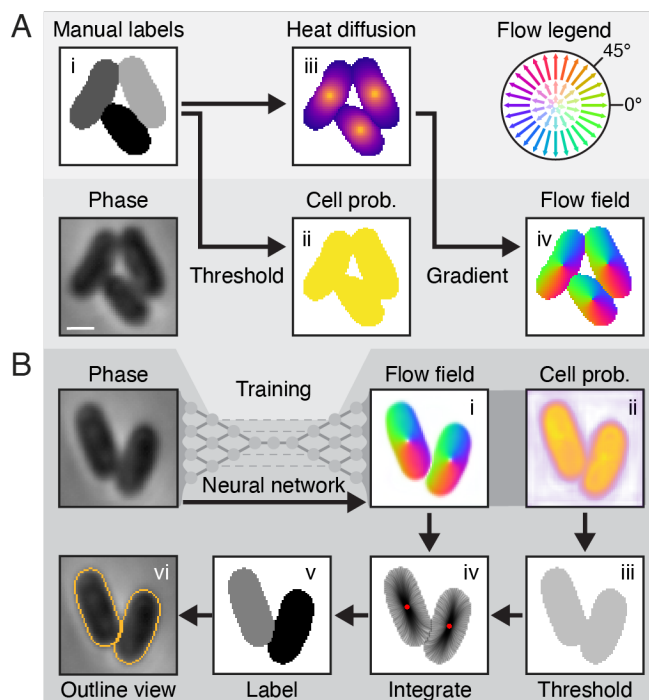 A
Manual labels
Heat diffusion
Flow legend
i
iii
45°
0°
Phase
Cell prob.
Flow field
ii
iv
Threshold
Gradient
B
Phase
Training
Flow field
Cell prob.
i
ii
Neural network
vi
v
iv
iii
Outline view
Label
Integrate
Threshold